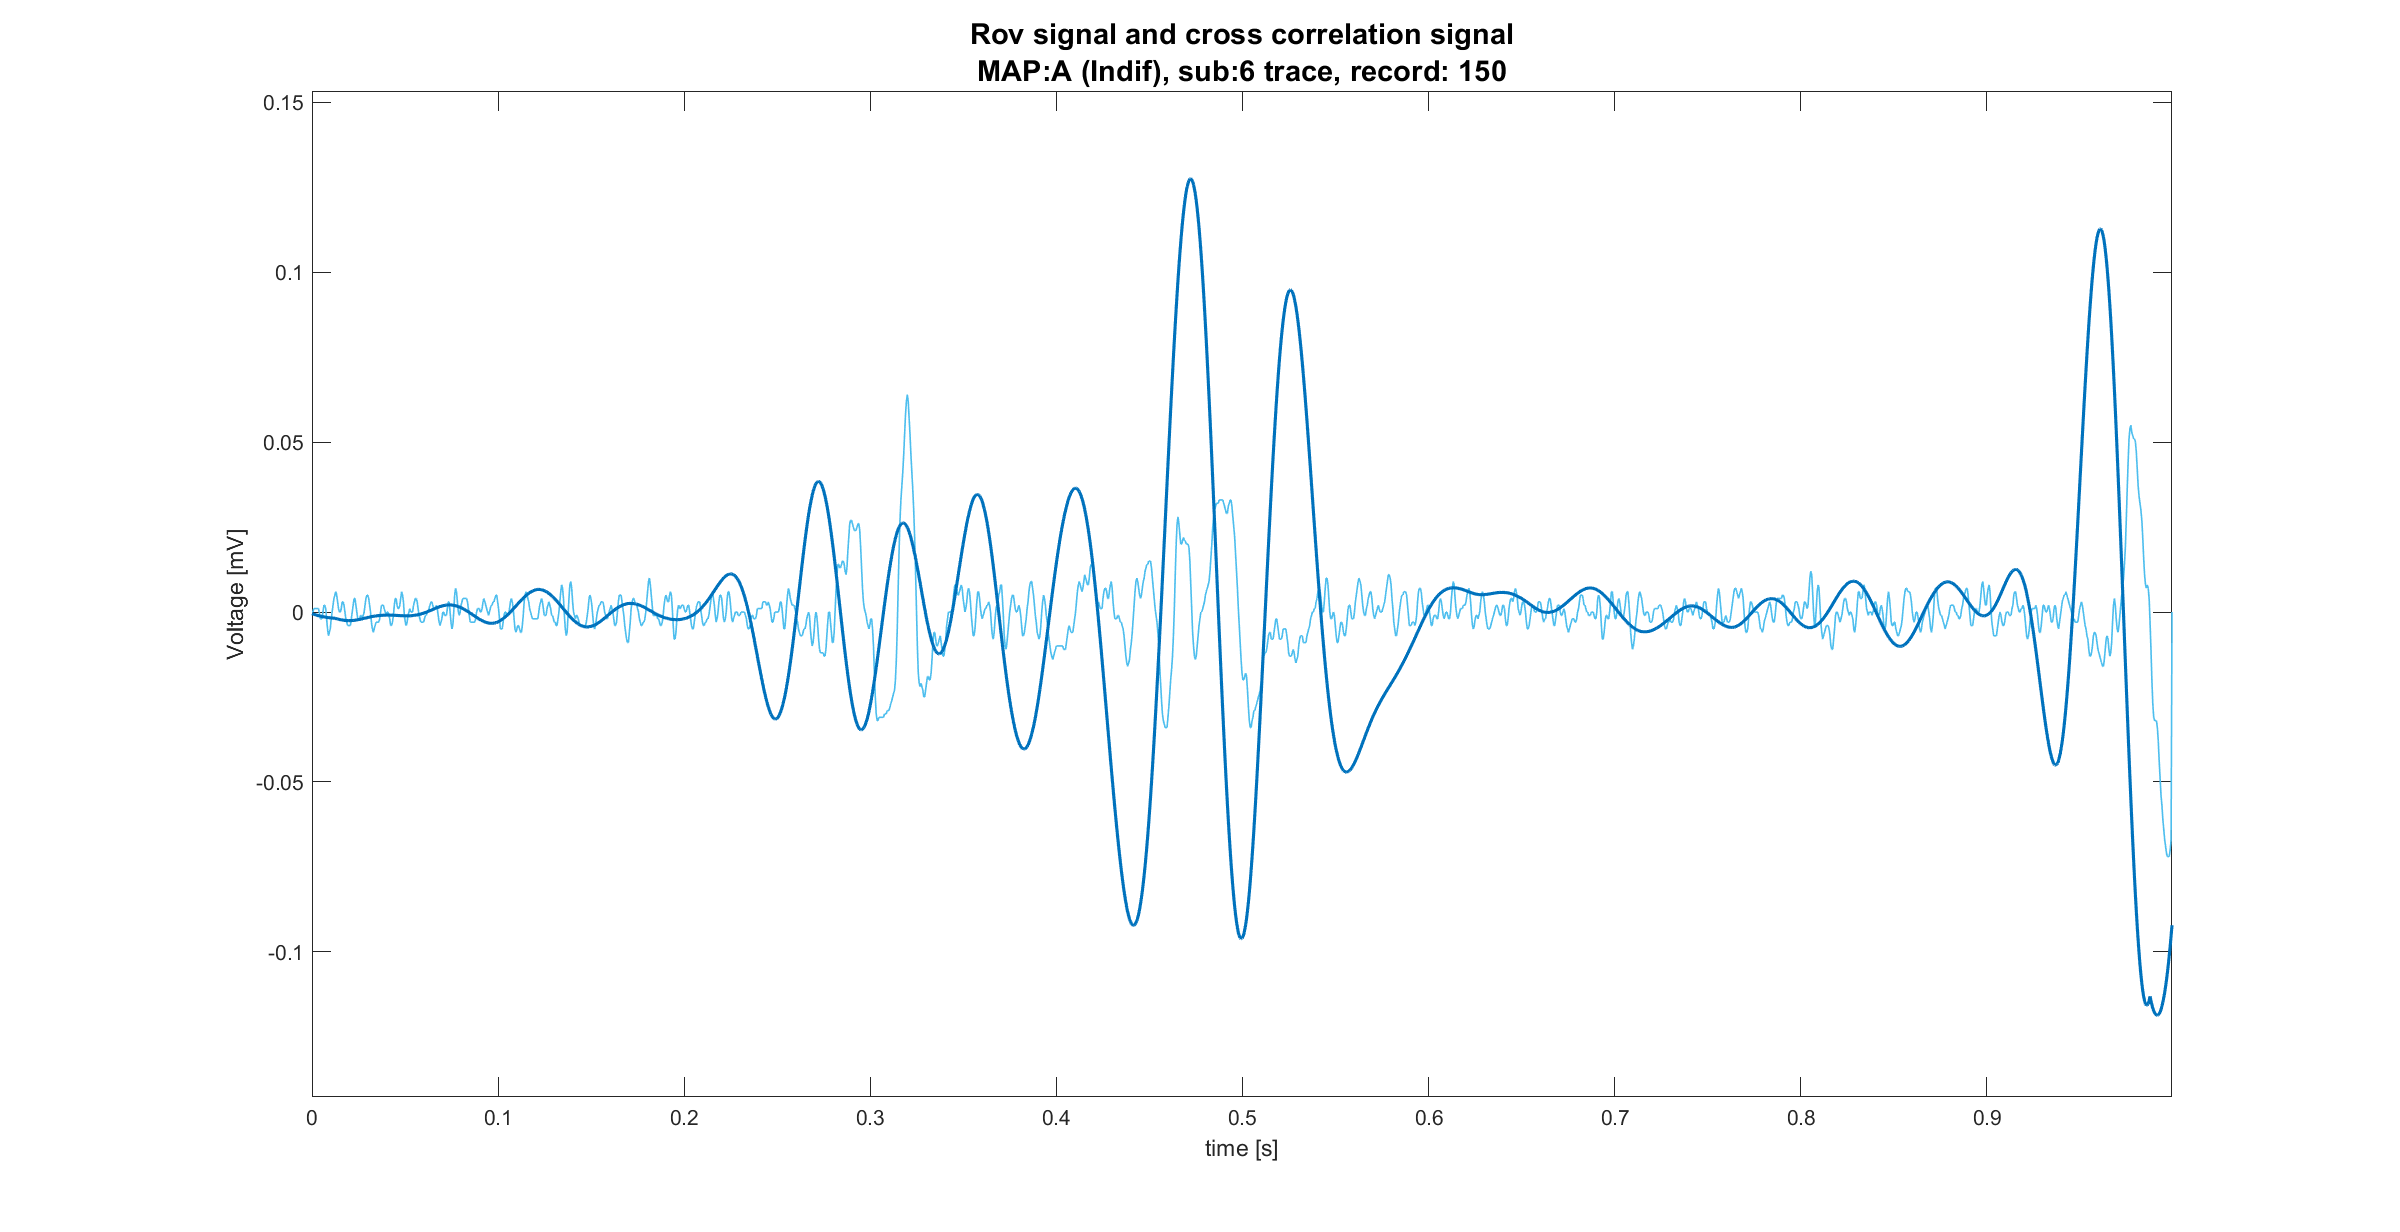 Rov signal and cross correlation signal
MAP:A (Indif), sub:6 trace, record: 150
0.15
0.1
0.05
0
-0.05
-0.1
Voltage [mV]
0 0.1 0.2 0.3 0.4 0.5 0.6 0.7 0.8 0.9
time [s]